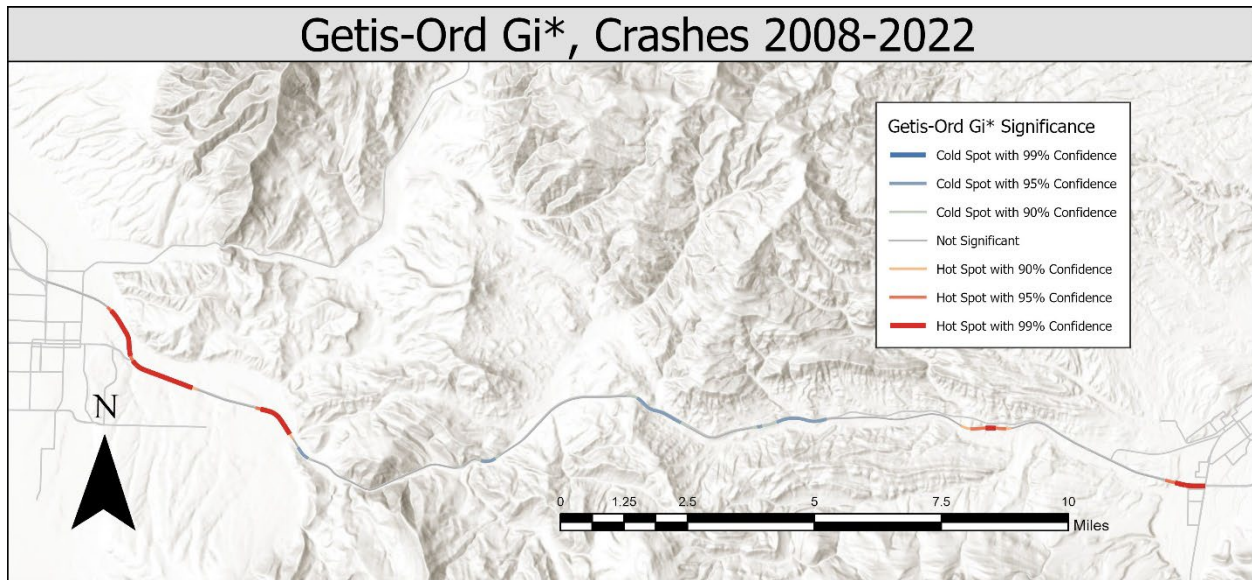 Getis-Ord Gi*, Crashes 2008-2022
Getis-Ord Gi* Significance
Cold Spot with 99% Confidence
Cold Spot with 95% Confidence
Cold Spot with 90% Confidence
Not Significant
Hot Spot with 90% Confidence
Hot Spot with 95% Confidence
Hot Spot with 99% Confidence
N
0 1.25 2.5 5 7.5 10
Miles